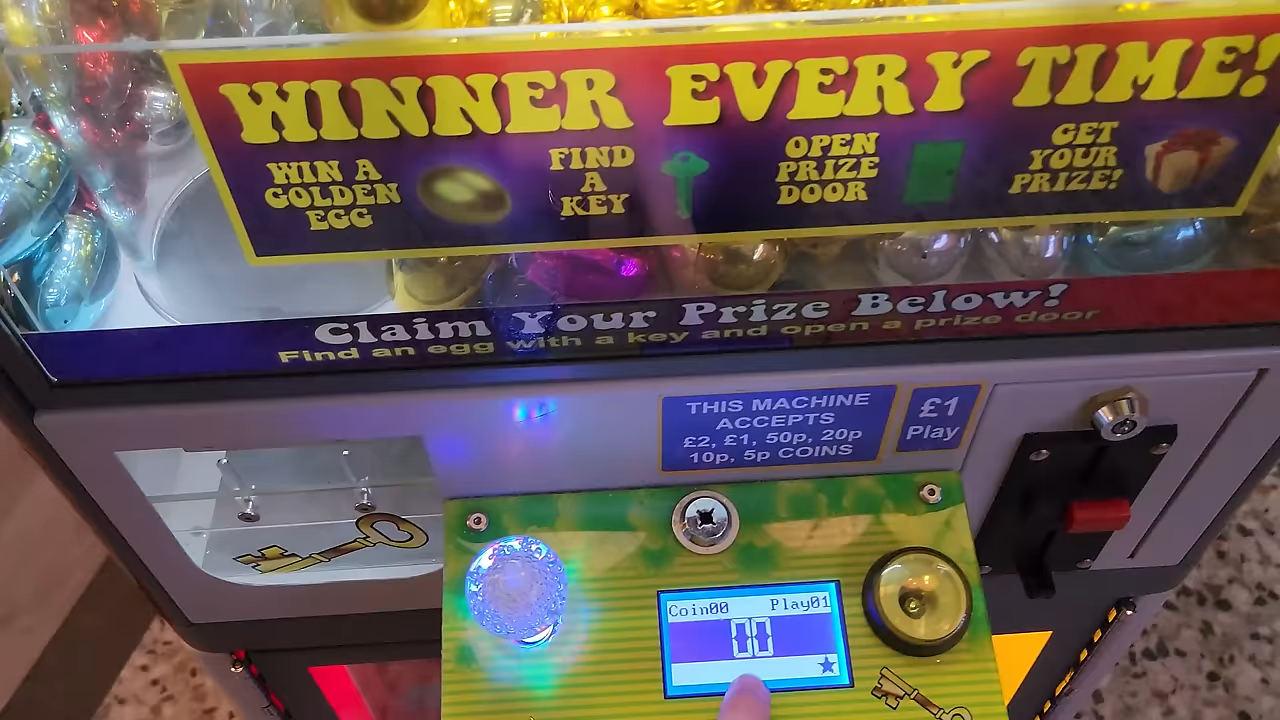 WINNER EVERY TIME!
WIN A
GOLDEN
EGG
FIND
A
KEY
OPEN
PRIZE
DOOR
GET
YOUR
PRIZE!
Claim Your Prize Below!
Find an egg with a key and open a prize door
THIS MACHINE
ACCEPTS
£2, £1, 50p, 20p
10p, 5p COINS
£1
Play
Coin00 Play01
00